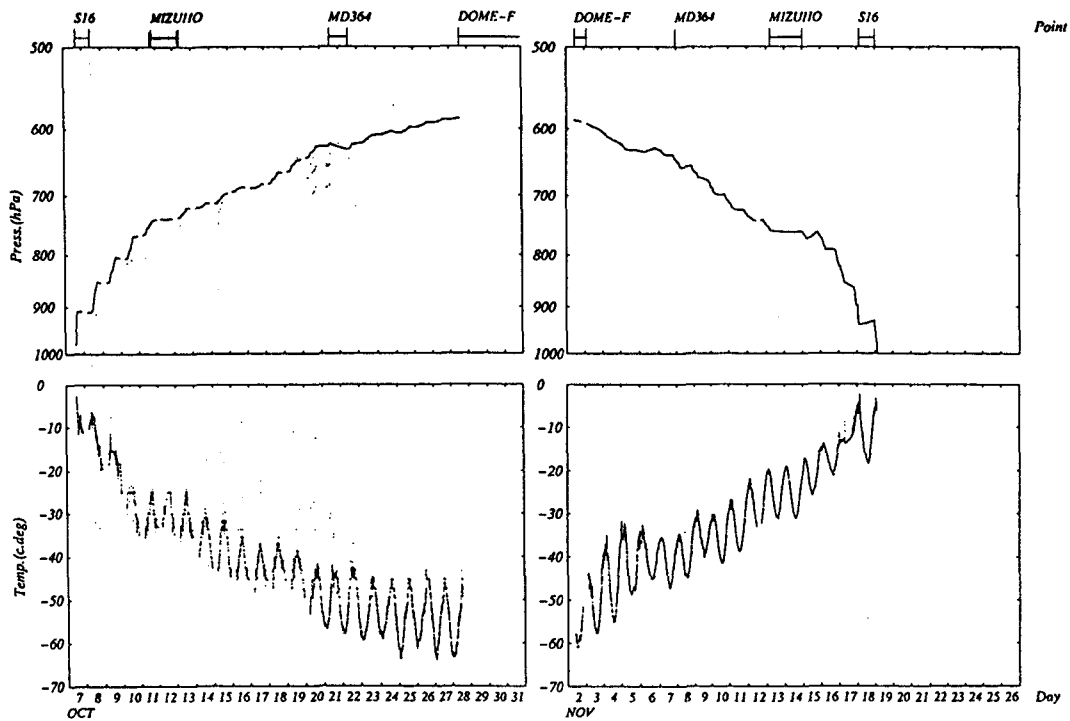 S16 MIZU110 MD364 DOME-F DOME-F MD364 MIZU110 S16 Point
500 500
600 600
700 700
800 800
900 900
1000 1000
Press.(hPa)
0 0
-10 -10
-20 -20
-30 -30
-40 -40
-50 -50
-60 -60
-70 -70
Temp.(c.deg)
7 8 9 10 11 12 13 14 15 16 17 18 19 20 21 22 23 24 25 26 27 28 29 30 31 2 3 4 5 6 7 8 9 10 11 12 13 14 15 16 17 18 19 20 21 22 23 24 25 26 Day
OCT NOV